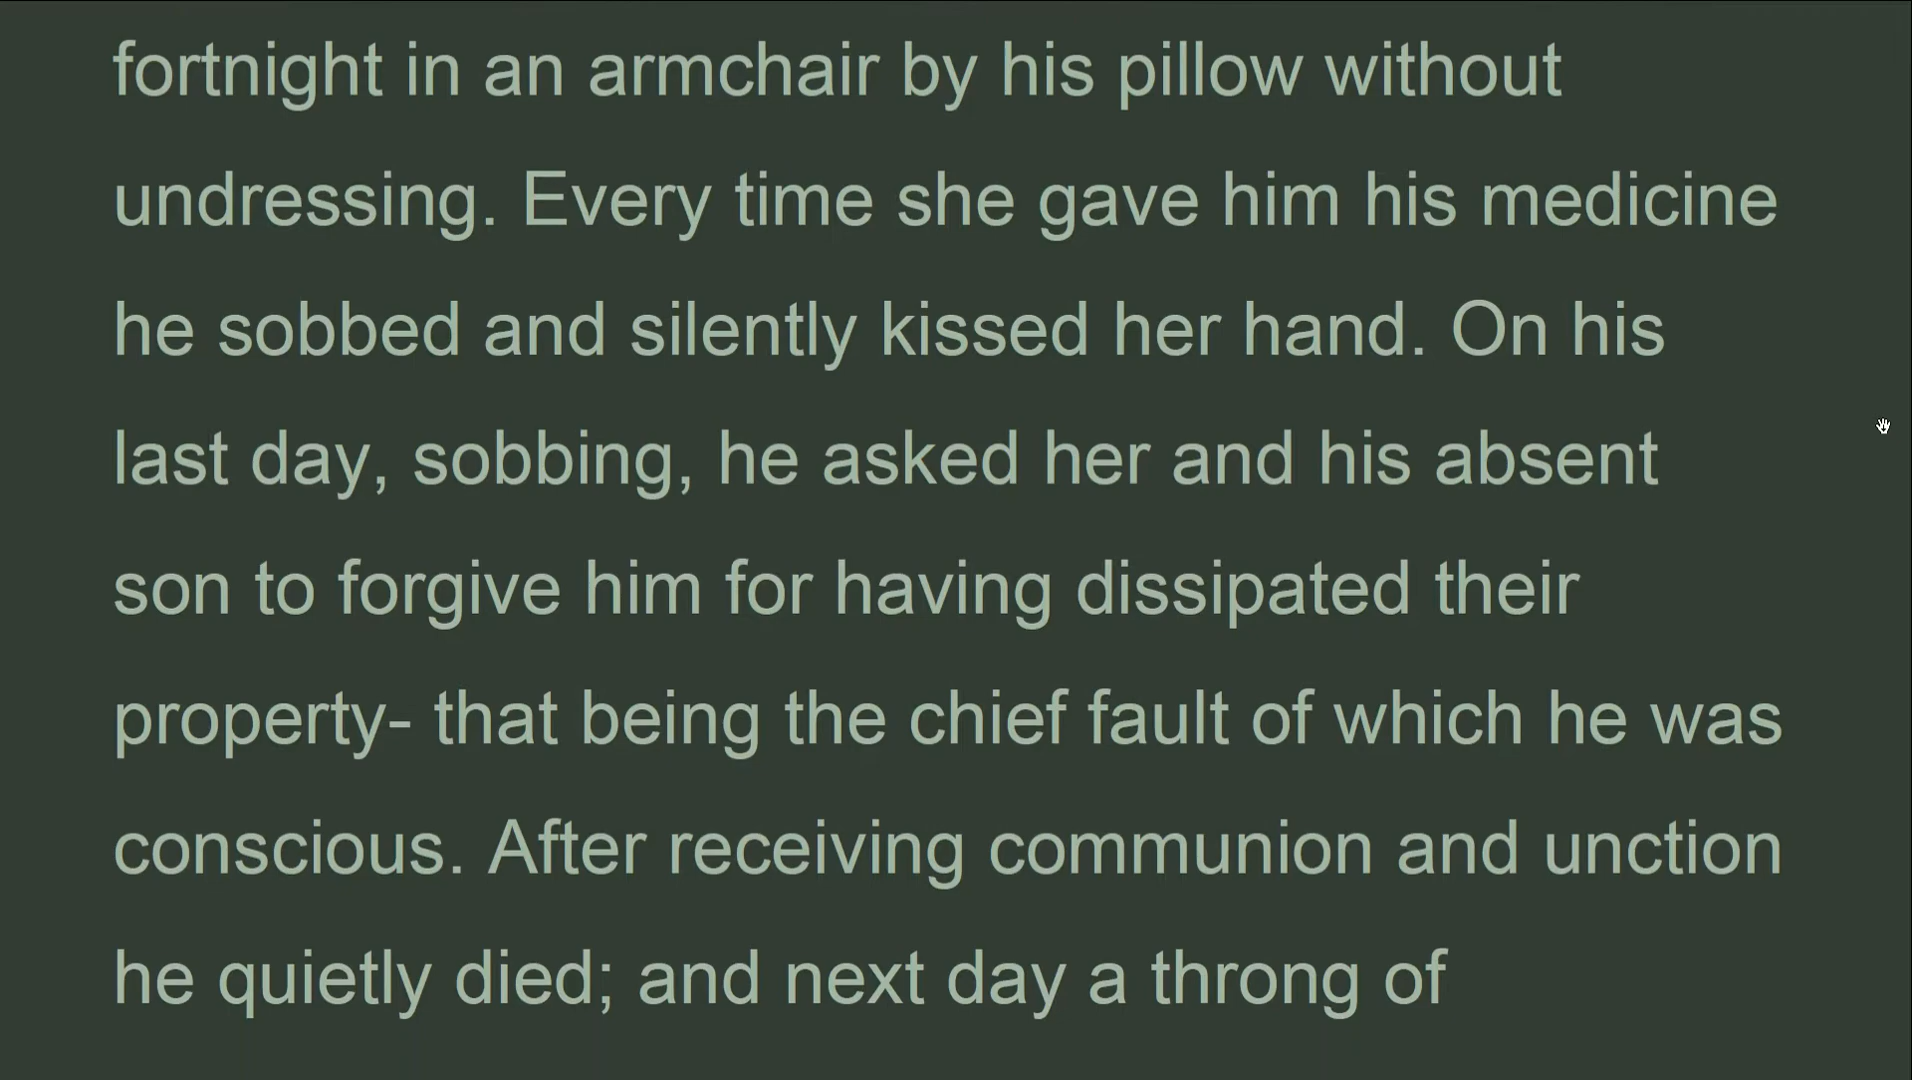 fortnight in an armchair by his pillow without
undressing. Every time she gave him his medicine
he sobbed and silently kissed her hand. On his
last day, sobbing, he asked her and his absent
son to forgive him for having dissipated their
property- that being the chief fault of which he was
conscious. After receiving communion and unction
he quietly died; and next day a throng of